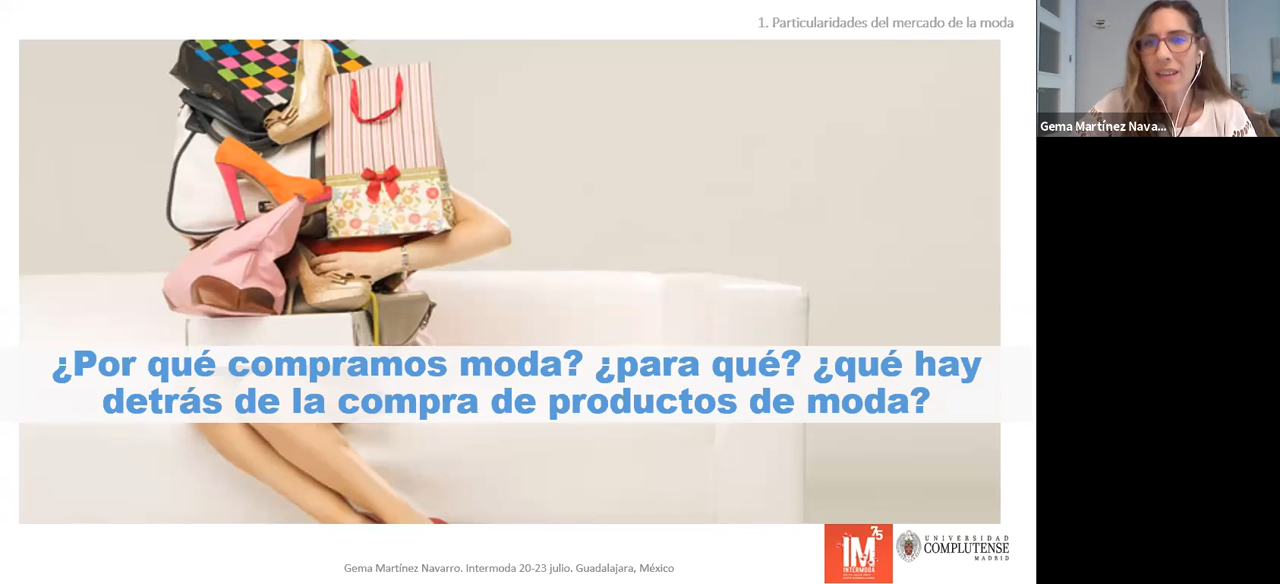 1. Particularidades del mercado de la moda
Gema Martínez Nava...
¿Por qué compramos moda? ¿para qué? ¿qué hay
detrás de la compra de productos de moda?
75
IM
INTERMODA
UNIVERSIDAD
COMPLUTENSE
MADRID
Gema Martínez Navarro. Intermoda 20-23 julio. Guadalajara, México